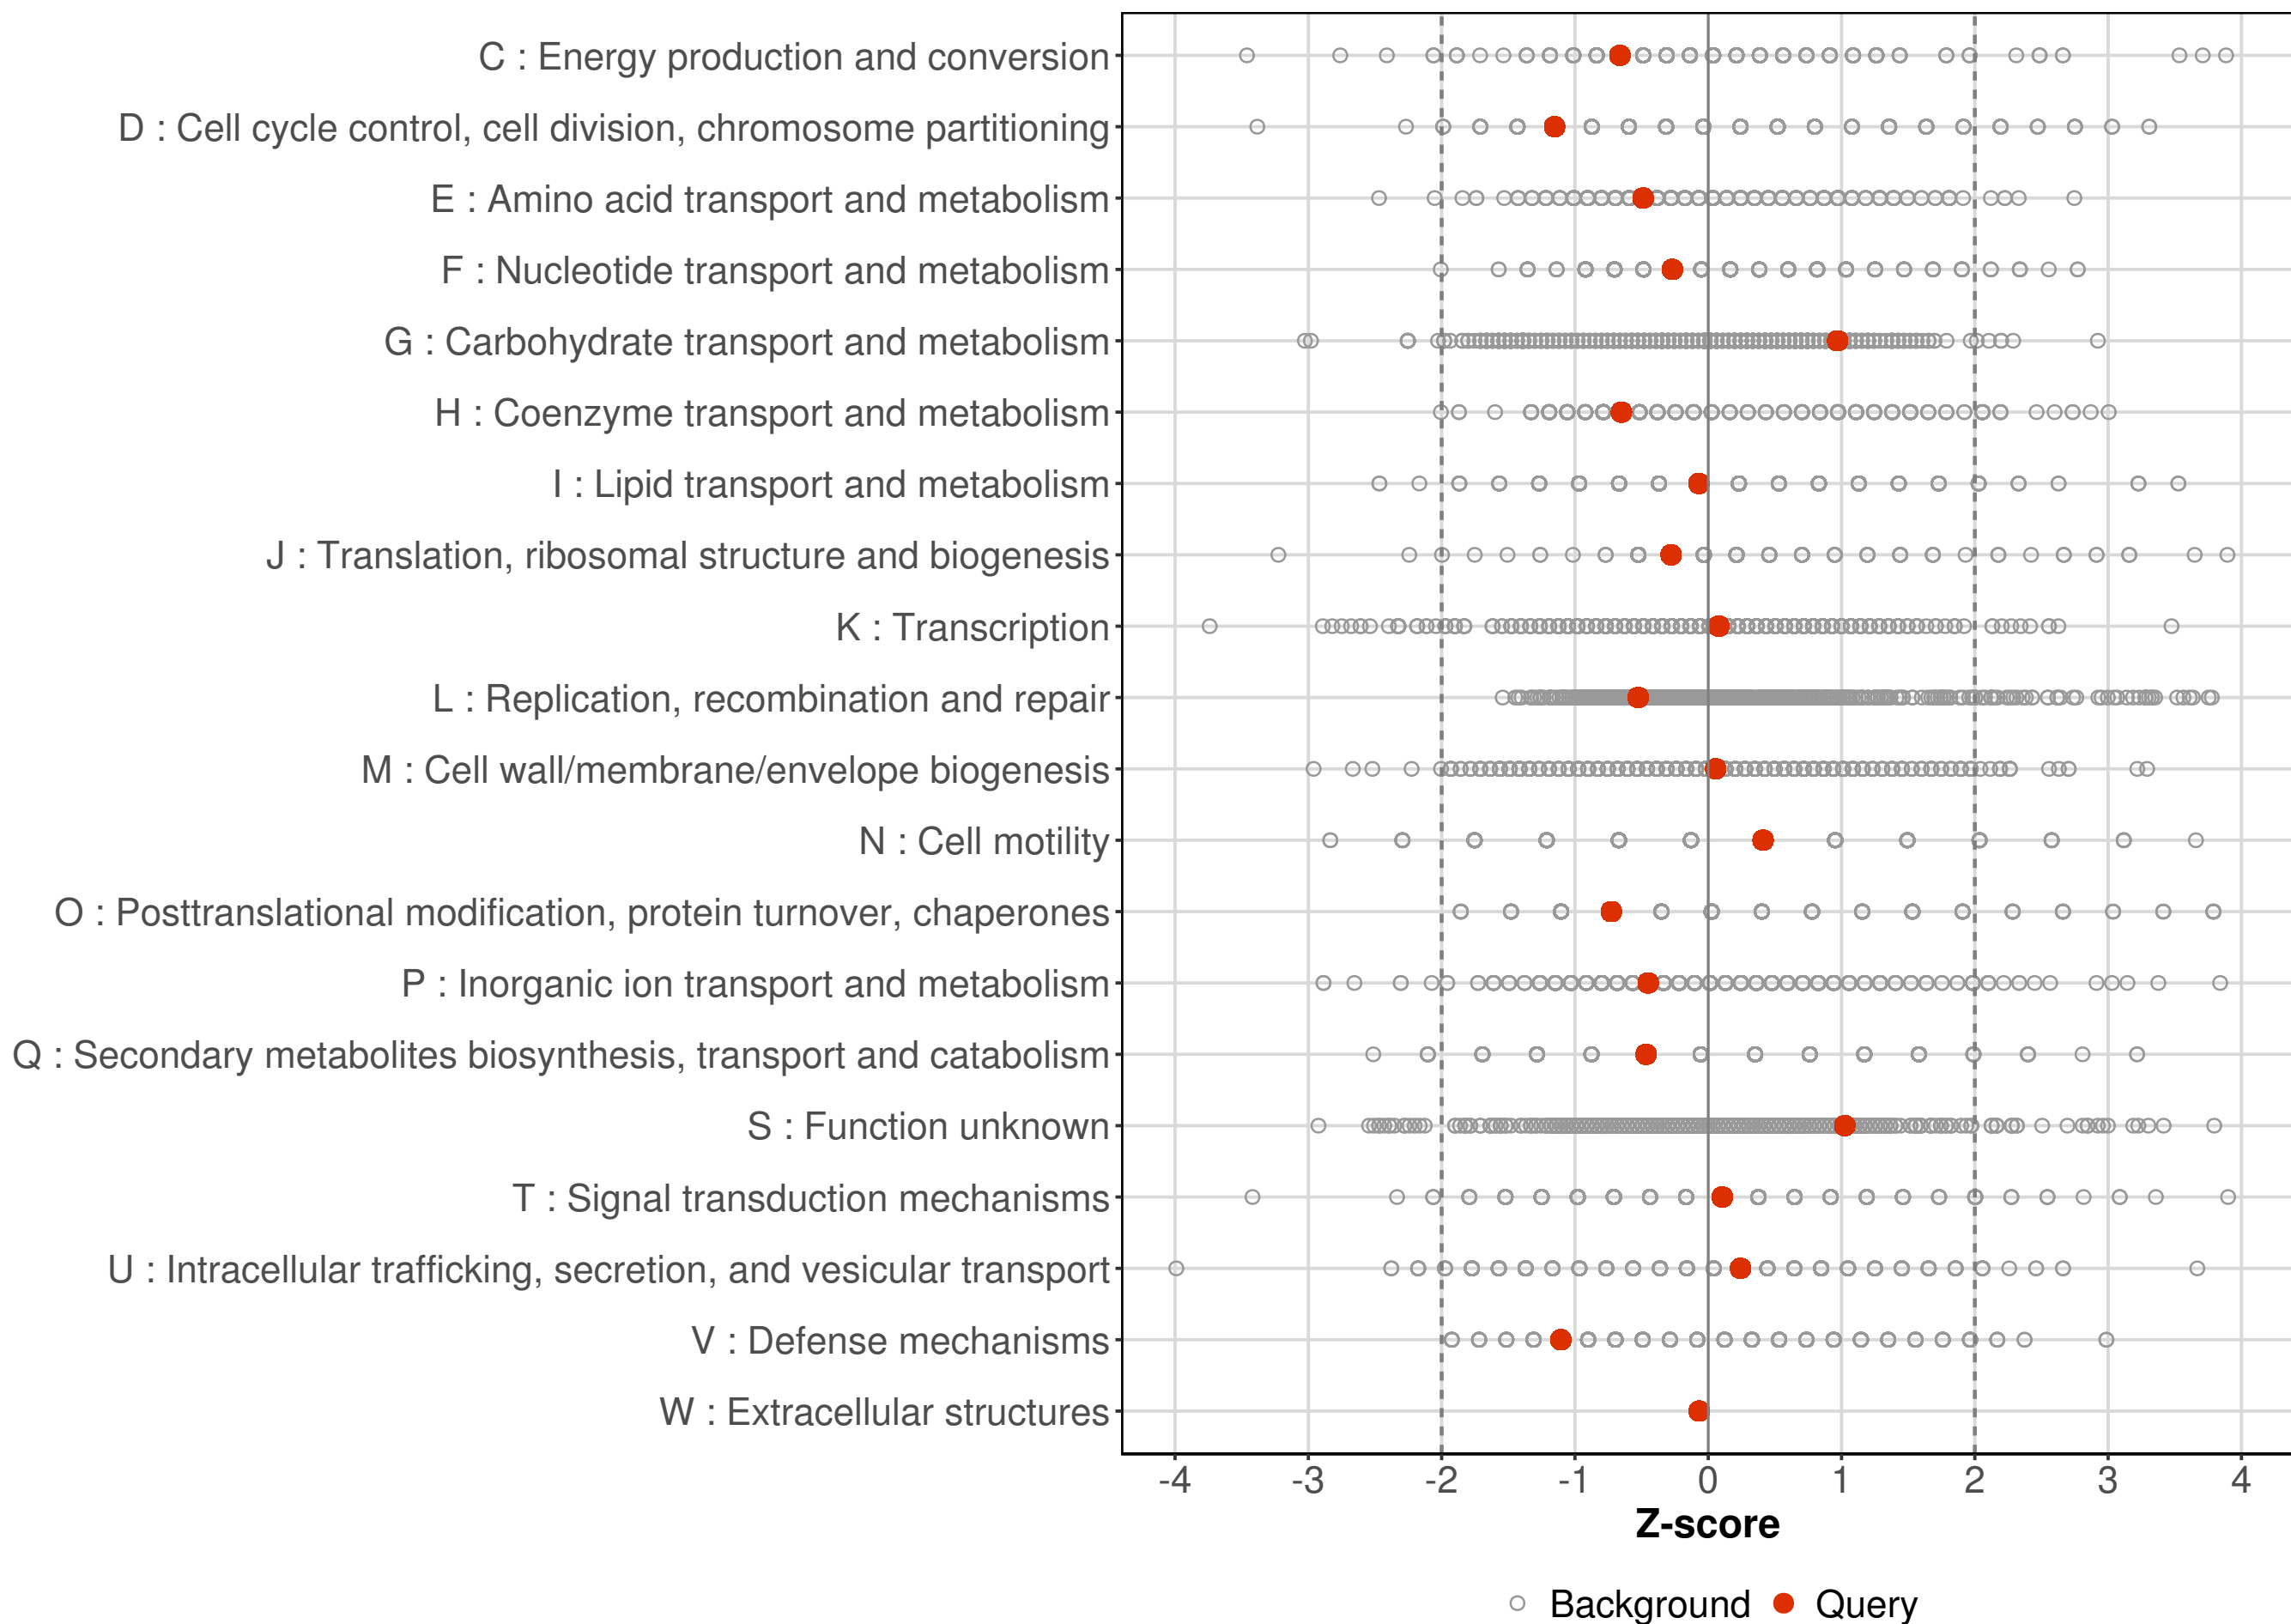 C : Energy production and conversion
D : Cell cycle control, cell division, chromosome partitioning
E : Amino acid transport and metabolism
F : Nucleotide transport and metabolism
G : Carbohydrate transport and metabolism
H : Coenzyme transport and metabolism
I : Lipid transport and metabolism
J : Translation, ribosomal structure and biogenesis
K : Transcription
L : Replication, recombination and repair
M : Cell wall/membrane/envelope biogenesis
N : Cell motility
O : Posttranslational modification, protein turnover, chaperones
P : Inorganic ion transport and metabolism
Q : Secondary metabolites biosynthesis, transport and catabolism
S : Function unknown
T : Signal transduction mechanisms
U : Intracellular trafficking, secretion, and vesicular transport
V : Defense mechanisms
W : Extracellular structures
-4 -3 -2 -1 0 1 2 3 4
Z-score
Background Query